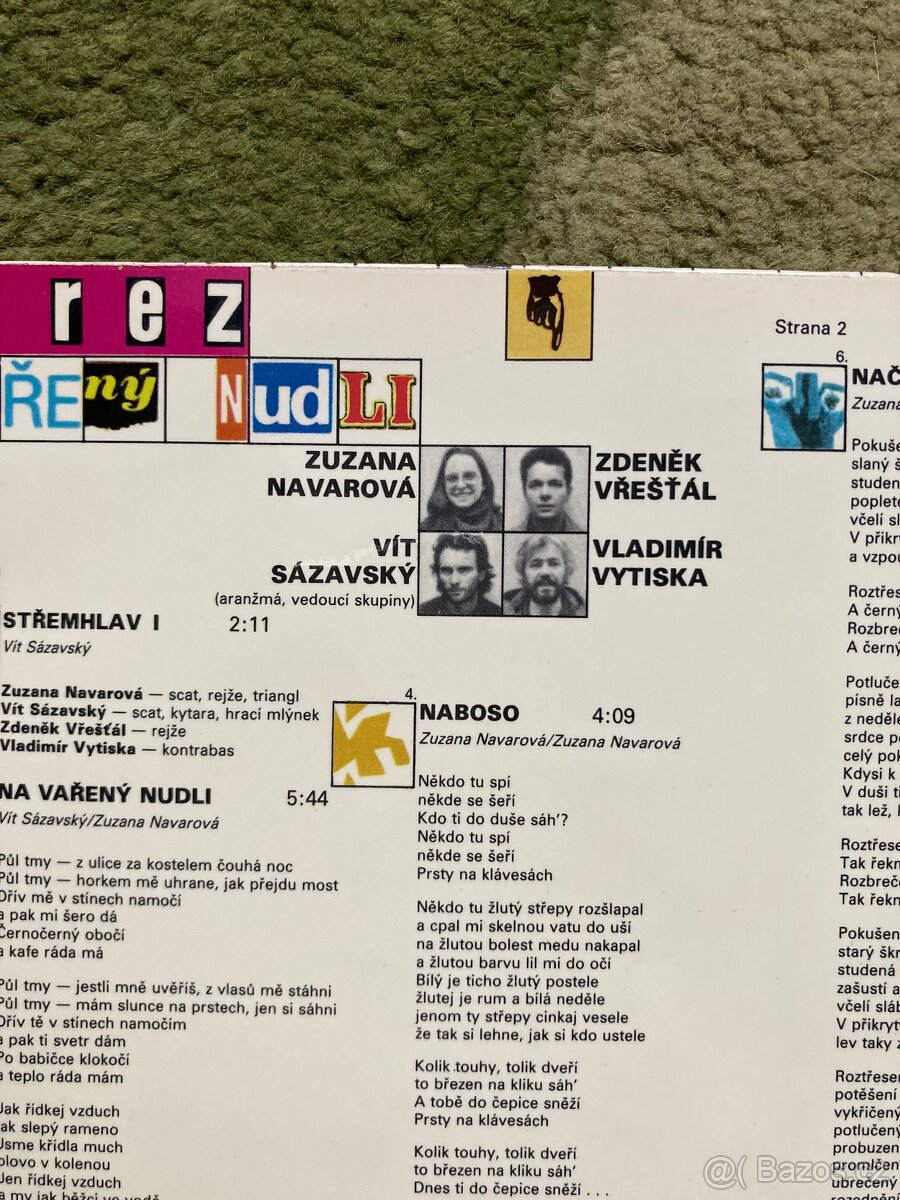 rez
ŘEný NudLI
Strana 2
ZUZANA
NAVAROVÁ
ZDENĚK
VŘEŠŤÁL
VÍT
SÁZAVSKÝ
(aranžmá, vedoucí skupiny)
VLADIMÍR
VYTISKA
STŘEMHLAV I 2:11
Vít Sázavský
Zuzana Navarová — scat, rejže, triangl
Vít Sázavský — scat, kytara, hrací mlýnek
Zdeněk Vřešťál — rejže
Vladimír Vytiska — kontrabas
NA VAŘENÝ NUDLI 5:44
Vít Sázavský/Zuzana Navarová
Půl tmy — z ulice za kostelem čouhá noc
Půl tmy — horkem mě uhrane, jak přejdu most
Dřív mě v stínech namočí
a pak mi šero dá
Černočerný obočí
a kafe ráda má
Půl tmy — jestli mně uvěříš, z vlasů mě stáhni
Půl tmy — mám slunce na prstech, jen si sáhni
Dřív tě v stínech namočím
a pak ti svetr dám
Po babičce klokočí
a teplo ráda mám
Jak řídkej vzduch
jak slepý rameno
Jsme křídla much
olovo v kolenou
Jen řídkej vzduch
a my jak běžci ve vodě
4.
NABOSO 4:09
Zuzana Navarová/Zuzana Navarová
Někdo tu spí
někde se šeří
Kdo ti do duše sáh'?
Někdo tu spí
někde se šeří
Prsty na klávesách
Někdo tu žlutý střepy rozšlapal
a cpal mi skelnou vatu do uší
na žlutou bolest medu nakapal
a žlutou barvu lil mi do očí
Bílý je ticho žlutý postele
žlutej je rum a bílá neděle
jenom ty střepy cinkaj vesele
že tak si lehne, jak si kdo ustele
Kolik touhy, tolik dveří
to březen na kliku sáh'
A tobě do čepice sněží
Prsty na klávesách
Kolik touhy, tolik dveří
to březen na kliku sáh'
Dnes ti do čepice sněží . . .
6.
NAČ
Zuzana
Pokuše
slaný š
studen
poplete
včelí sl
V přikry
a vzpou
Roztřes
A černý
Rozbreč
A černý
Potluče
písně la
z neděle
srdce po
celý pok
Kdysi k
V duši ti
tak lež, k
Roztřese
Tak řekn
Rozbreč
Tak řekn
Pokušen
starý škr
studená
zašustí a
včelí sláb
V přikryt
lev taky z
Roztřesen
potěšení
vykřičený
potlučený
probuzen
promlčen
ubrečený
@( Bazos.cz